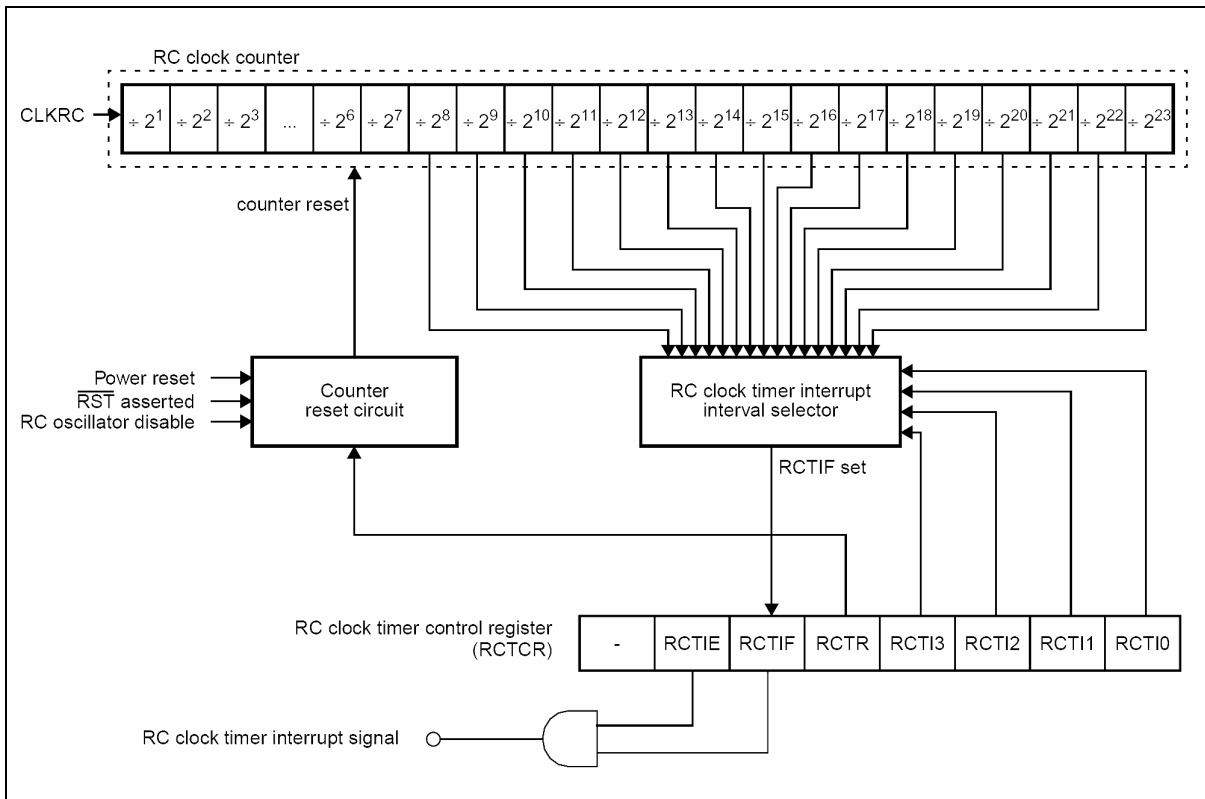 RC clock counter
CLKRC
÷ 2¹ ÷ 2² ÷ 2³ ... ÷ 2⁶ ÷ 2⁷ ÷ 2⁸ ÷ 2⁹ ÷ 2¹⁰ ÷ 2¹¹ ÷ 2¹² ÷ 2¹³ ÷ 2¹⁴ ÷ 2¹⁵ ÷ 2¹⁶ ÷ 2¹⁷ ÷ 2¹⁸ ÷ 2¹⁹ ÷ 2²⁰ ÷ 2²¹ ÷ 2²² ÷ 2²³
counter reset
Power reset
R̅S̅T̅ asserted
RC oscillator disable
Counter
reset circuit
RC clock timer interrupt
interval selector
RCTIF set
RC clock timer control register
(RCTCR)
- RCTIE RCTIF RCTR RCTI3 RCTI2 RCTI1 RCTI0
RC clock timer interrupt signal